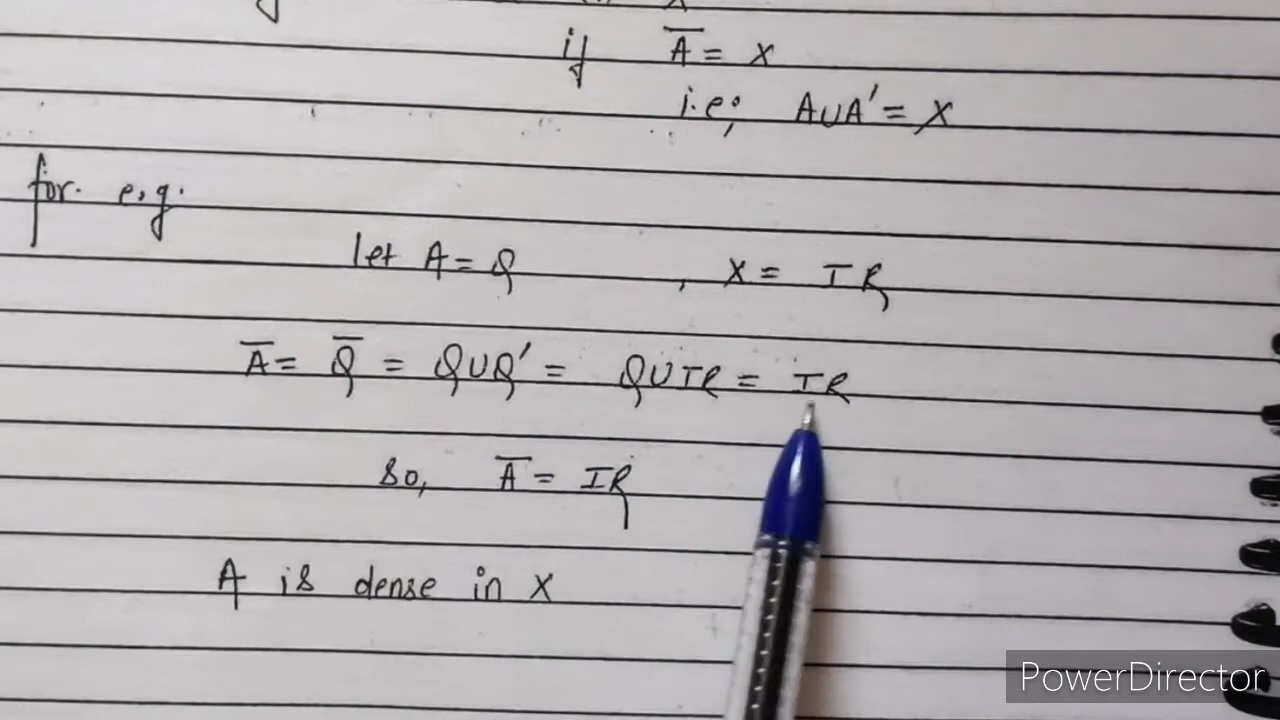 if Ā = X
i.e; A∪A' = X
for e.g.
let A = Q , X = IR
Ā = Q̄ = Q∪Q' = Q∪IR = IR
so, Ā = IR
A is dense in X
PowerDirector